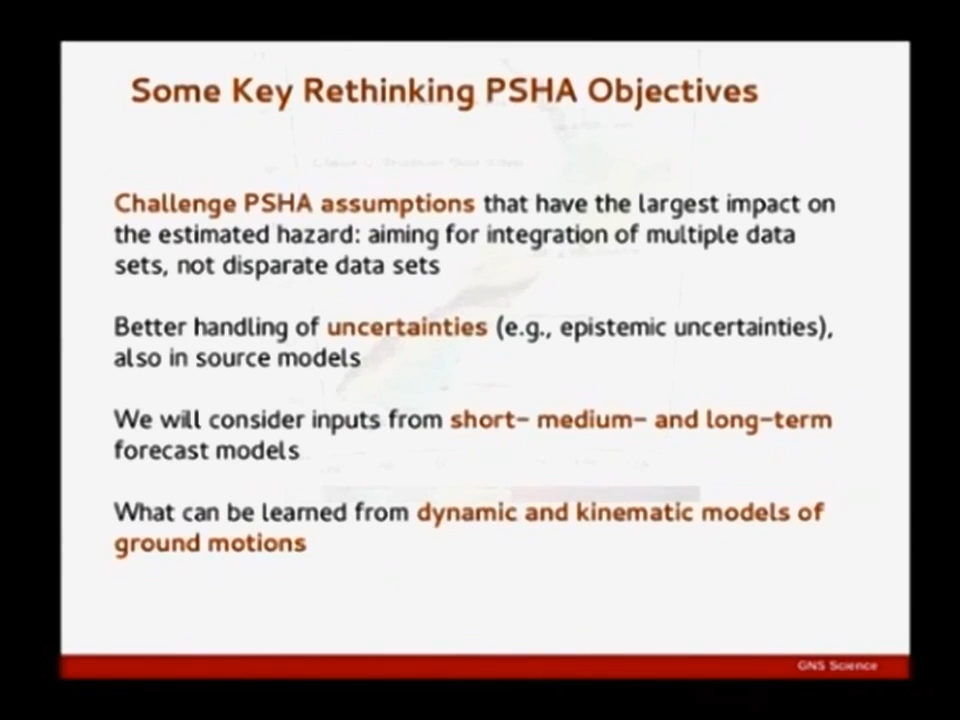 Some Key Rethinking PSHA Objectives
Challenge PSHA assumptions that have the largest impact on
the estimated hazard: aiming for integration of multiple data
sets, not disparate data sets
Better handling of uncertainties (e.g., epistemic uncertainties),
also in source models
We will consider inputs from short- medium- and long-term
forecast models
What can be learned from dynamic and kinematic models of
ground motions
GNS Science